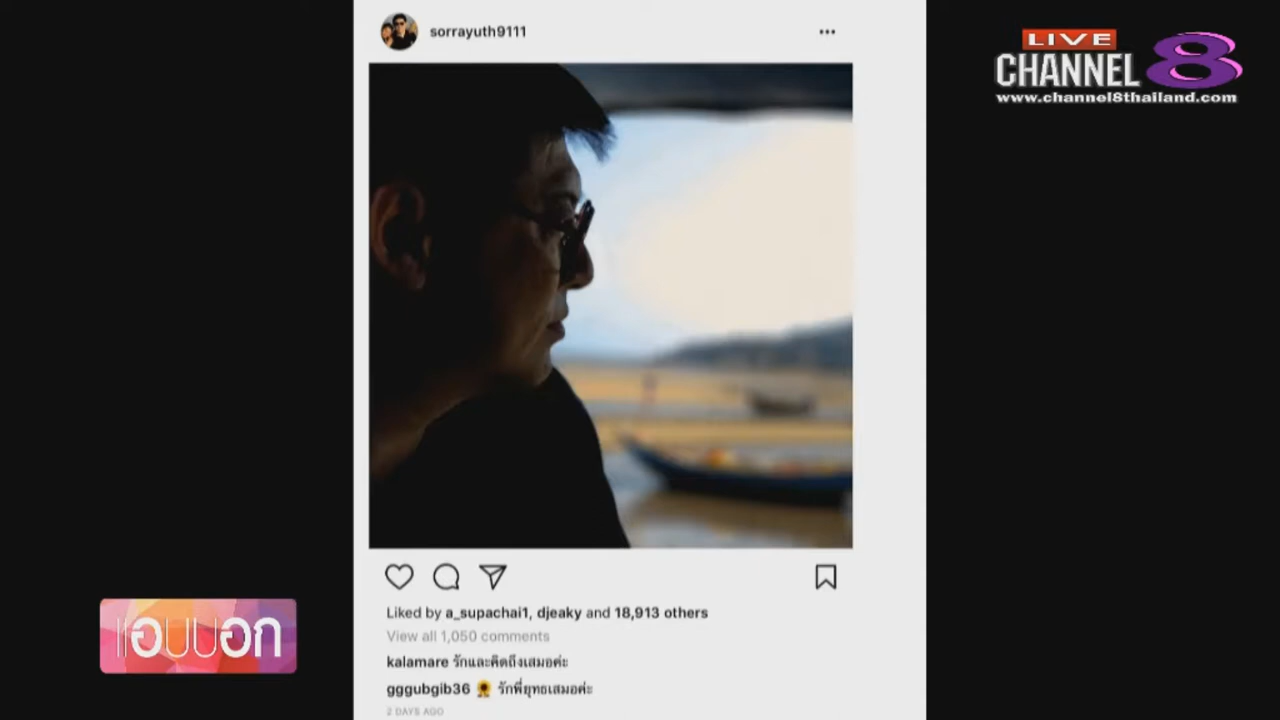 sorrayuth9111
LIVE
CHANNEL 8
www.channel8thailand.com
Liked by a_supachai1, djeaky and 18,913 others
View all 1,050 comments
kalamare รักและคิดถึงเสมอค่ะ
gggubgib36 🌻 รักพี่ยุทธเสมอค่ะ
2 DAYS AGO
แอบบอก